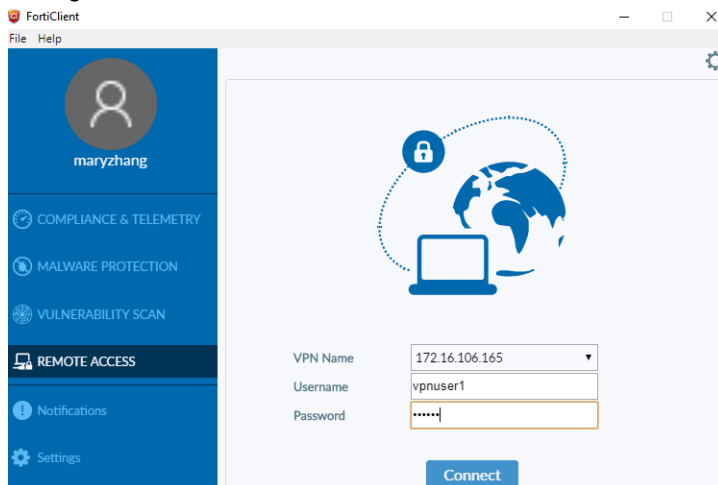 FortiClient
File Help
maryzhang
COMPLIANCE & TELEMETRY
MALWARE PROTECTION
VULNERABILITY SCAN
REMOTE ACCESS
Notifications
Settings
VPN Name 172.16.106.165
Username vpnuser1
Password ••••••
Connect